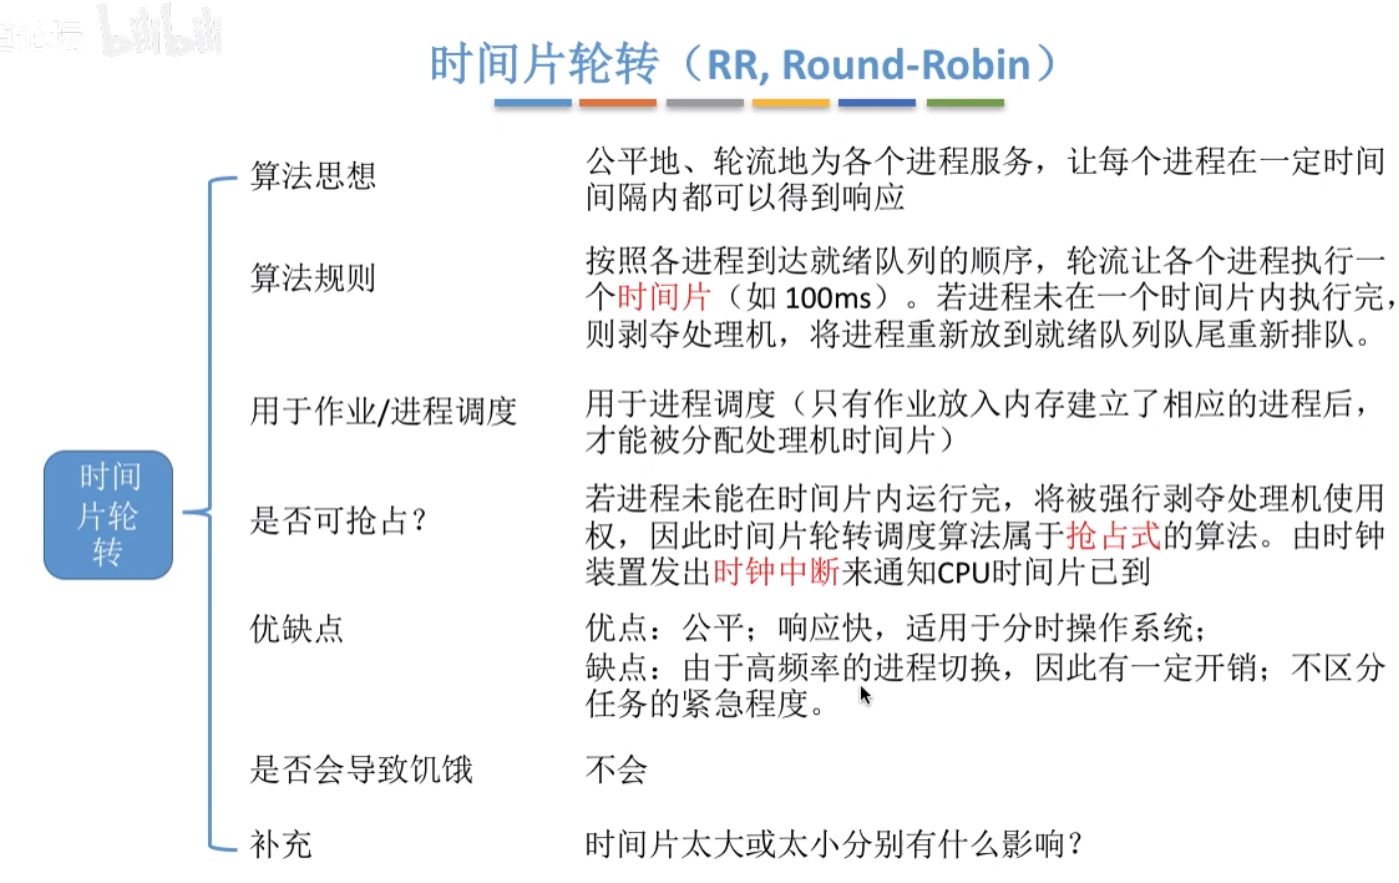 论坛 bilibili
时间片轮转（RR, Round-Robin）
算法思想
公平地、轮流地为各个进程服务，让每个进程在一定时间
间隔内都可以得到响应
算法规则
按照各进程到达就绪队列的顺序，轮流让各个进程执行一
个时间片（如 100ms）。若进程未在一个时间片内执行完，
则剥夺处理机，将进程重新放到就绪队列队尾重新排队。
用于作业/进程调度
用于进程调度（只有作业放入内存建立了相应的进程后，
才能被分配处理机时间片）
时间
片轮
转
是否可抢占？
若进程未能在时间片内运行完，将被强行剥夺处理机使用
权，因此时间片轮转调度算法属于抢占式的算法。由时钟
装置发出时钟中断来通知CPU时间片已到
优缺点
优点：公平；响应快，适用于分时操作系统；
缺点：由于高频率的进程切换，因此有一定开销；不区分
任务的紧急程度。
是否会导致饥饿
不会
补充
时间片太大或太小分别有什么影响？